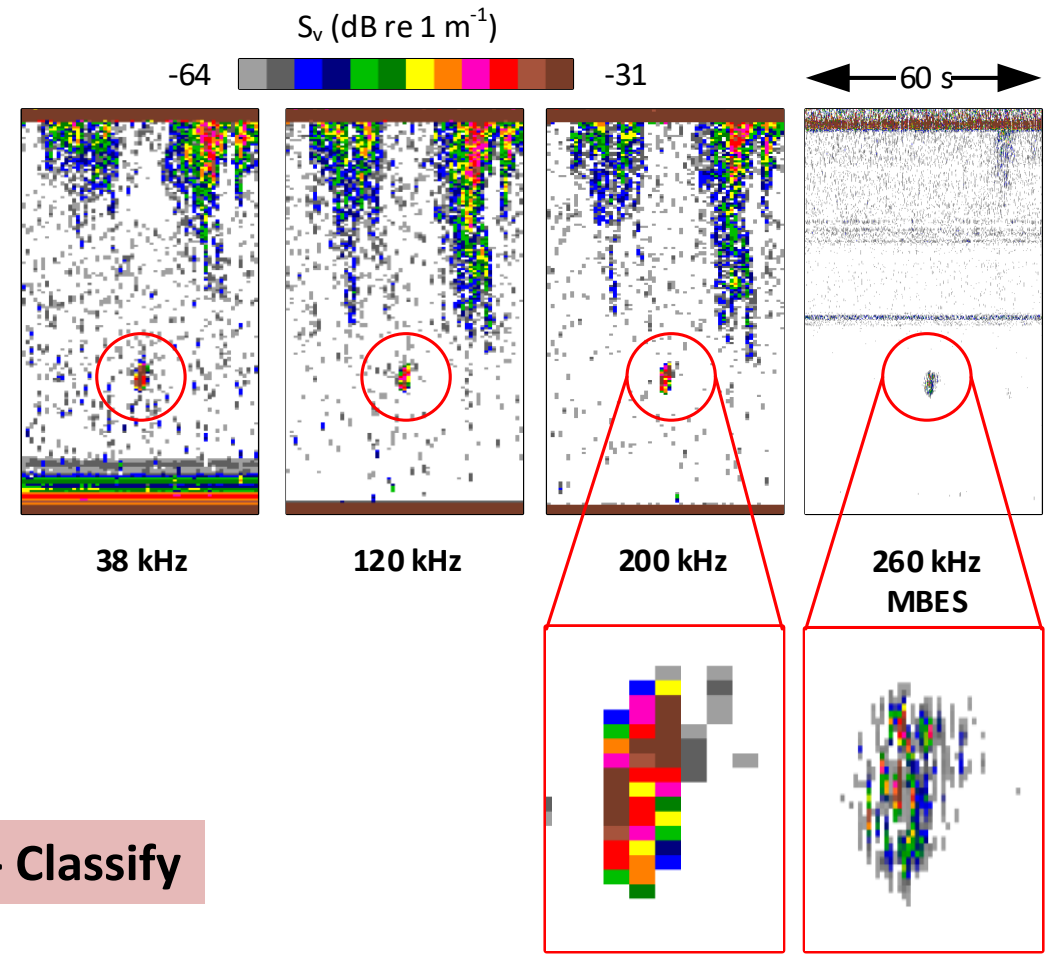 Sv (dB re 1 m-1)
-64
-31
60 s
38 kHz
120 kHz
200 kHz
260 kHz
MBES
Classify